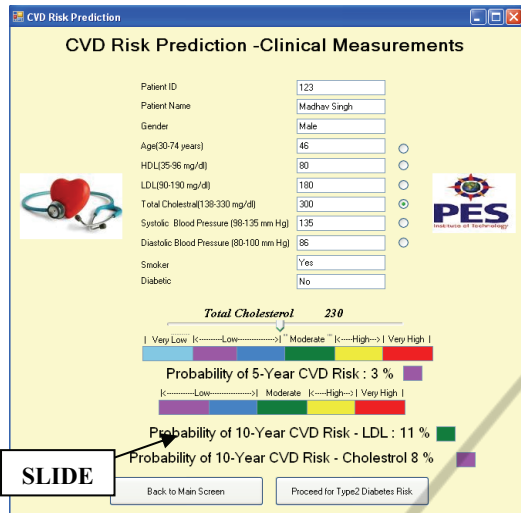 CVD Risk Prediction
CVD Risk Prediction -Clinical Measurements
Patient ID 123
Patient Name Madhav Singh
Gender Male
Age(30-74 years) 46
HDL(35-96 mg/dl) 80
LDL(90-190 mg/dl) 180
Total Cholestral(138-330 mg/dl) 300
Systolic Blood Pressure (98-135 mm Hg) 135
Diastolic Blood Pressure (80-100 mm Hg) 86
Smoker Yes
Diabetic No
PES
Institute of Technology
Total Cholesterol 230
| Very Low |<----------Low-------------->| Moderate |<----High--->| Very High |
Probability of 5-Year CVD Risk : 3 %
|<------------Low------------>| Moderate |<-----High--->| Very High |
Probability of 10-Year CVD Risk - LDL : 11 %
Probability of 10-Year CVD Risk - Cholestrol 8 %
SLIDE
Back to Main Screen Proceed for Type2 Diabetes Risk